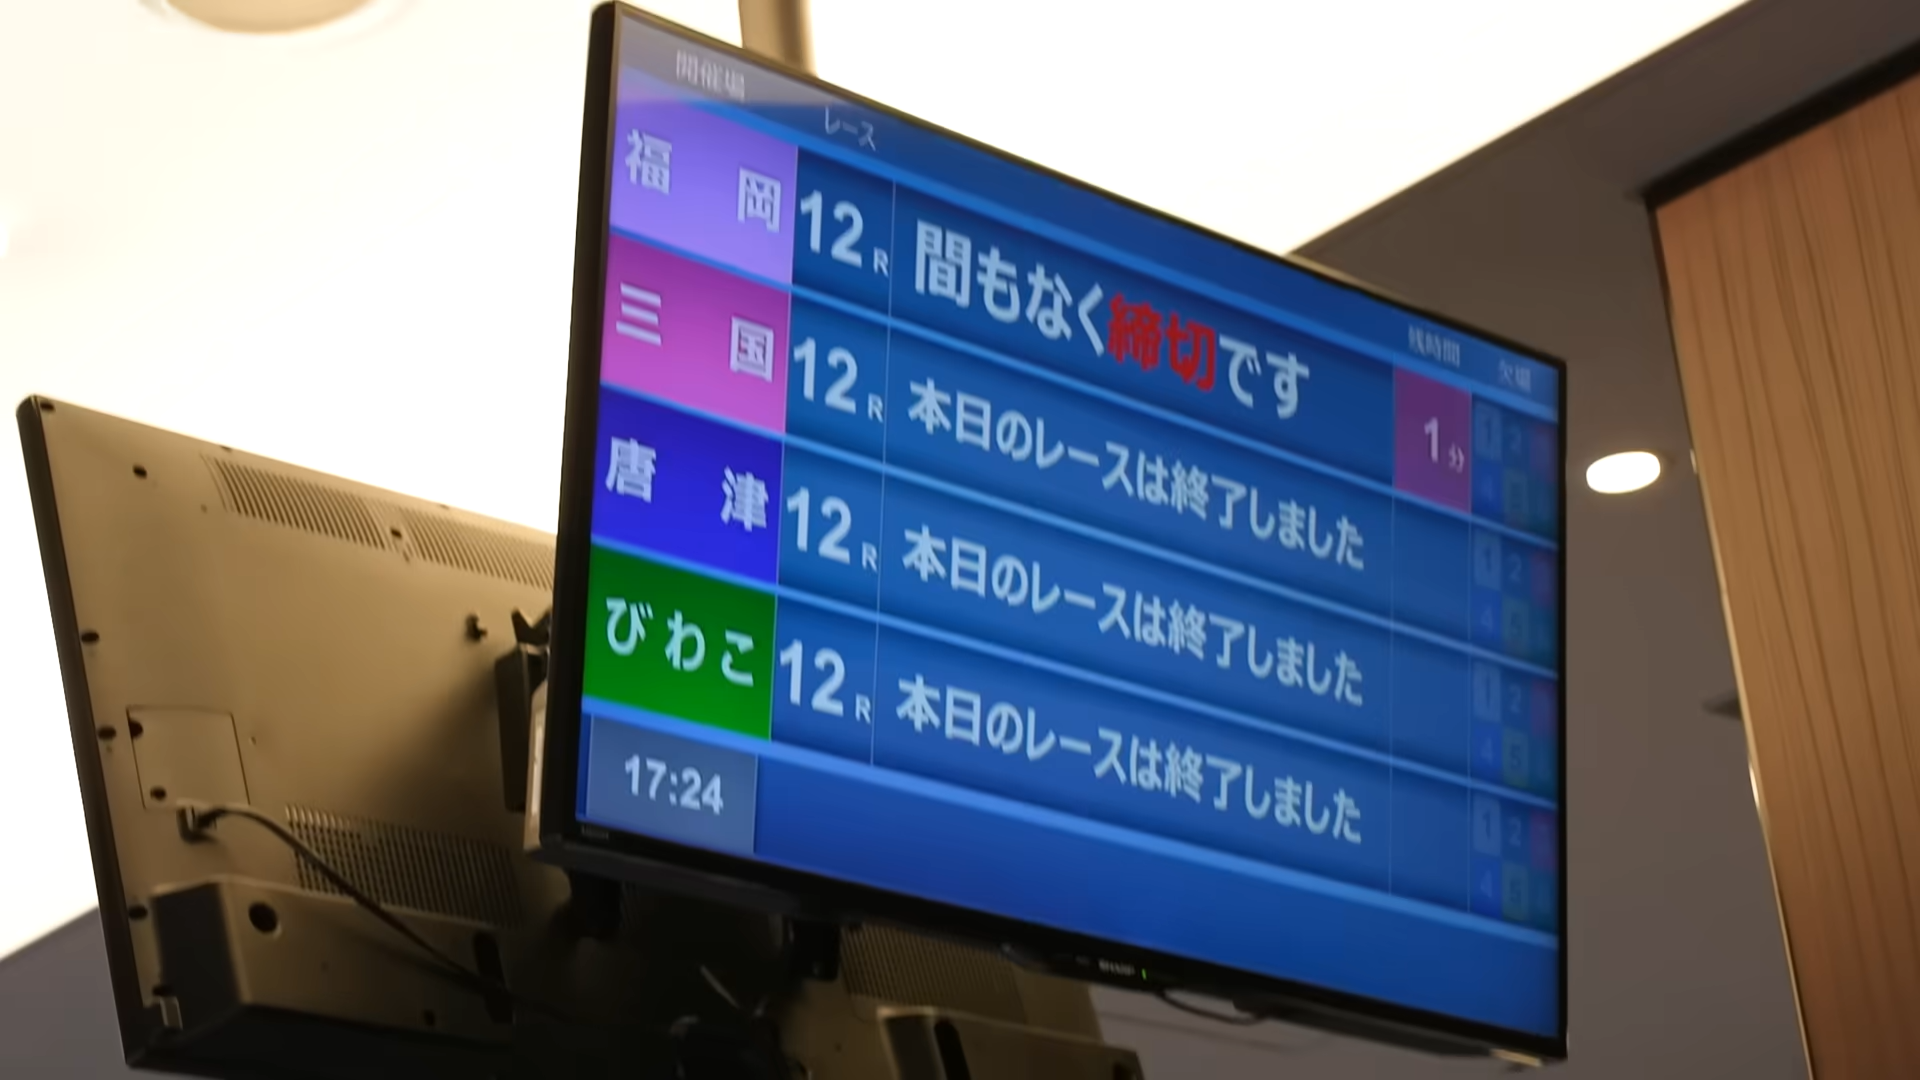 開催場 レース 残時間 欠場
福岡 12R 間もなく締切です 1分
三国 12R 本日のレースは終了しました
唐津 12R 本日のレースは終了しました
びわこ 12R 本日のレースは終了しました
17:24
SHARP